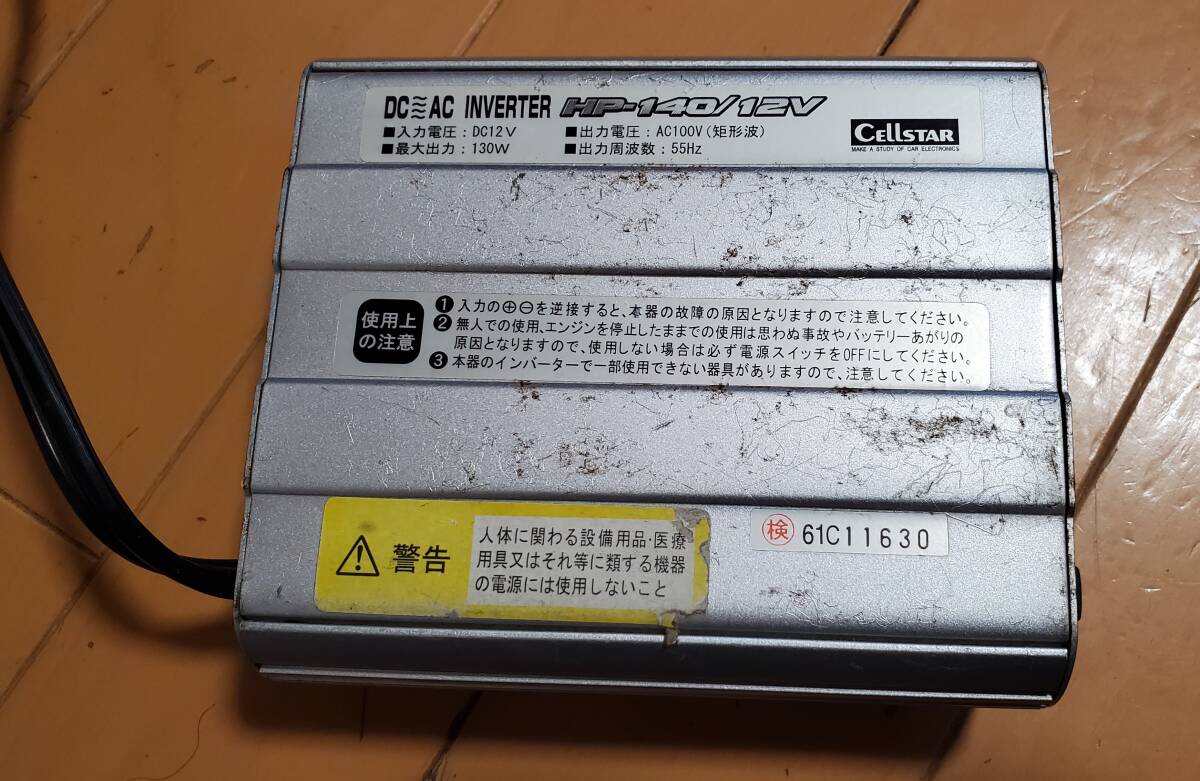 DC≈AC INVERTER HP-140/12V
■入力電圧：DC12V ■出力電圧：AC100V(矩形波)
■最大出力：130W ■出力周波数：55Hz
CELLSTAR
MAKE A STUDY OF CAR ELECTRONICS
使用上
の注意
❶入力の⊕⊖を逆接すると、本器の故障の原因となりますので注意してください。
❷無人での使用、エンジンを停止したままでの使用は思わぬ事故やバッテリーあがりの
原因となりますので、使用しない場合は必ず電源スイッチをOFFにしてください。
❸本器のインバーターで一部使用できない器具がありますので、注意してください。
警告
人体に関わる設備用品・医療
用具又はそれ等に類する機器
の電源には使用しないこと
検 61C11630